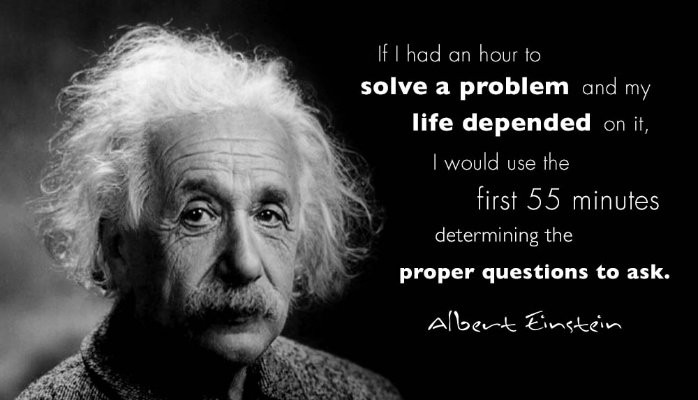 If I had an hour to
solve a problem and my
life depended on it,
I would use the
first 55 minutes
determining the
proper questions to ask.
Albert Einstein